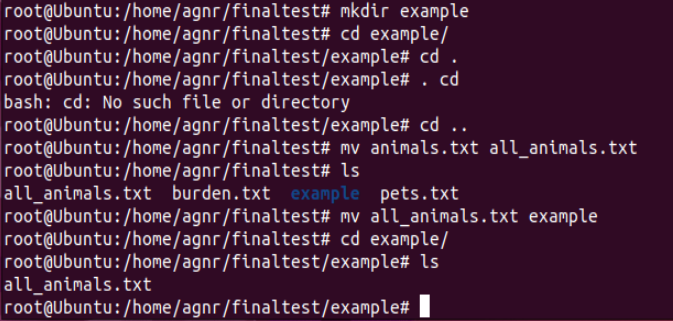 root@Ubuntu:/home/agnr/finaltest# mkdir example
root@Ubuntu:/home/agnr/finaltest# cd example/
root@Ubuntu:/home/agnr/finaltest/example# cd .
root@Ubuntu:/home/agnr/finaltest/example# . cd
bash: cd: No such file or directory
root@Ubuntu:/home/agnr/finaltest/example# cd ..
root@Ubuntu:/home/agnr/finaltest# mv animals.txt all_animals.txt
root@Ubuntu:/home/agnr/finaltest# ls
all_animals.txt  burden.txt  example  pets.txt
root@Ubuntu:/home/agnr/finaltest# mv all_animals.txt example
root@Ubuntu:/home/agnr/finaltest# cd example/
root@Ubuntu:/home/agnr/finaltest/example# ls
all_animals.txt
root@Ubuntu:/home/agnr/finaltest/example#